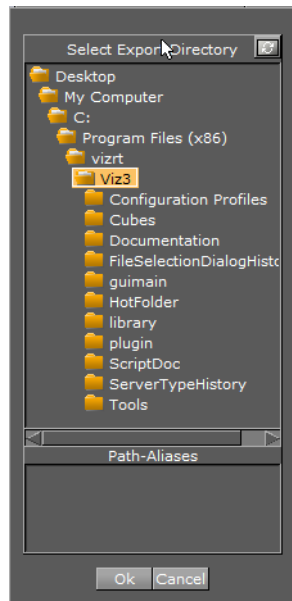 Select Export Directory
Desktop
My Computer
C:
Program Files (x86)
vizrt
Viz3
Configuration Profiles
Cubes
Documentation
FileSelectionDialogHisto
guimain
HotFolder
library
plugin
ScriptDoc
ServerTypeHistory
Tools
Path-Aliases
Ok Cancel